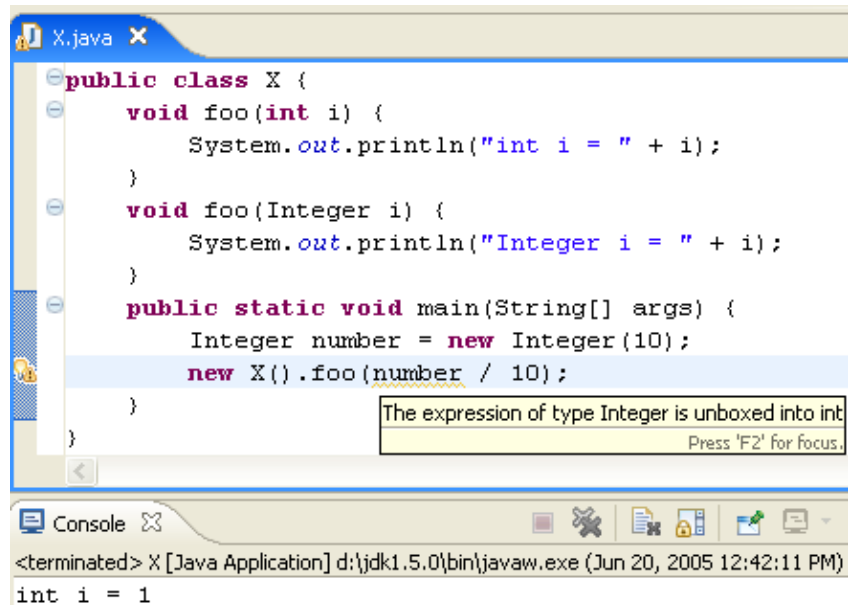 X.java
public class X {
void foo(int i) {
System.out.println("int i = " + i);
}
void foo(Integer i) {
System.out.println("Integer i = " + i);
}
public static void main(String[] args) {
Integer number = new Integer(10);
new X().foo(number / 10);
}
}
The expression of type Integer is unboxed into int
Press 'F2' for focus.
Console
<terminated> X [Java Application] d:\jdk1.5.0\bin\javaw.exe (Jun 20, 2005 12:42:11 PM)
int i = 1